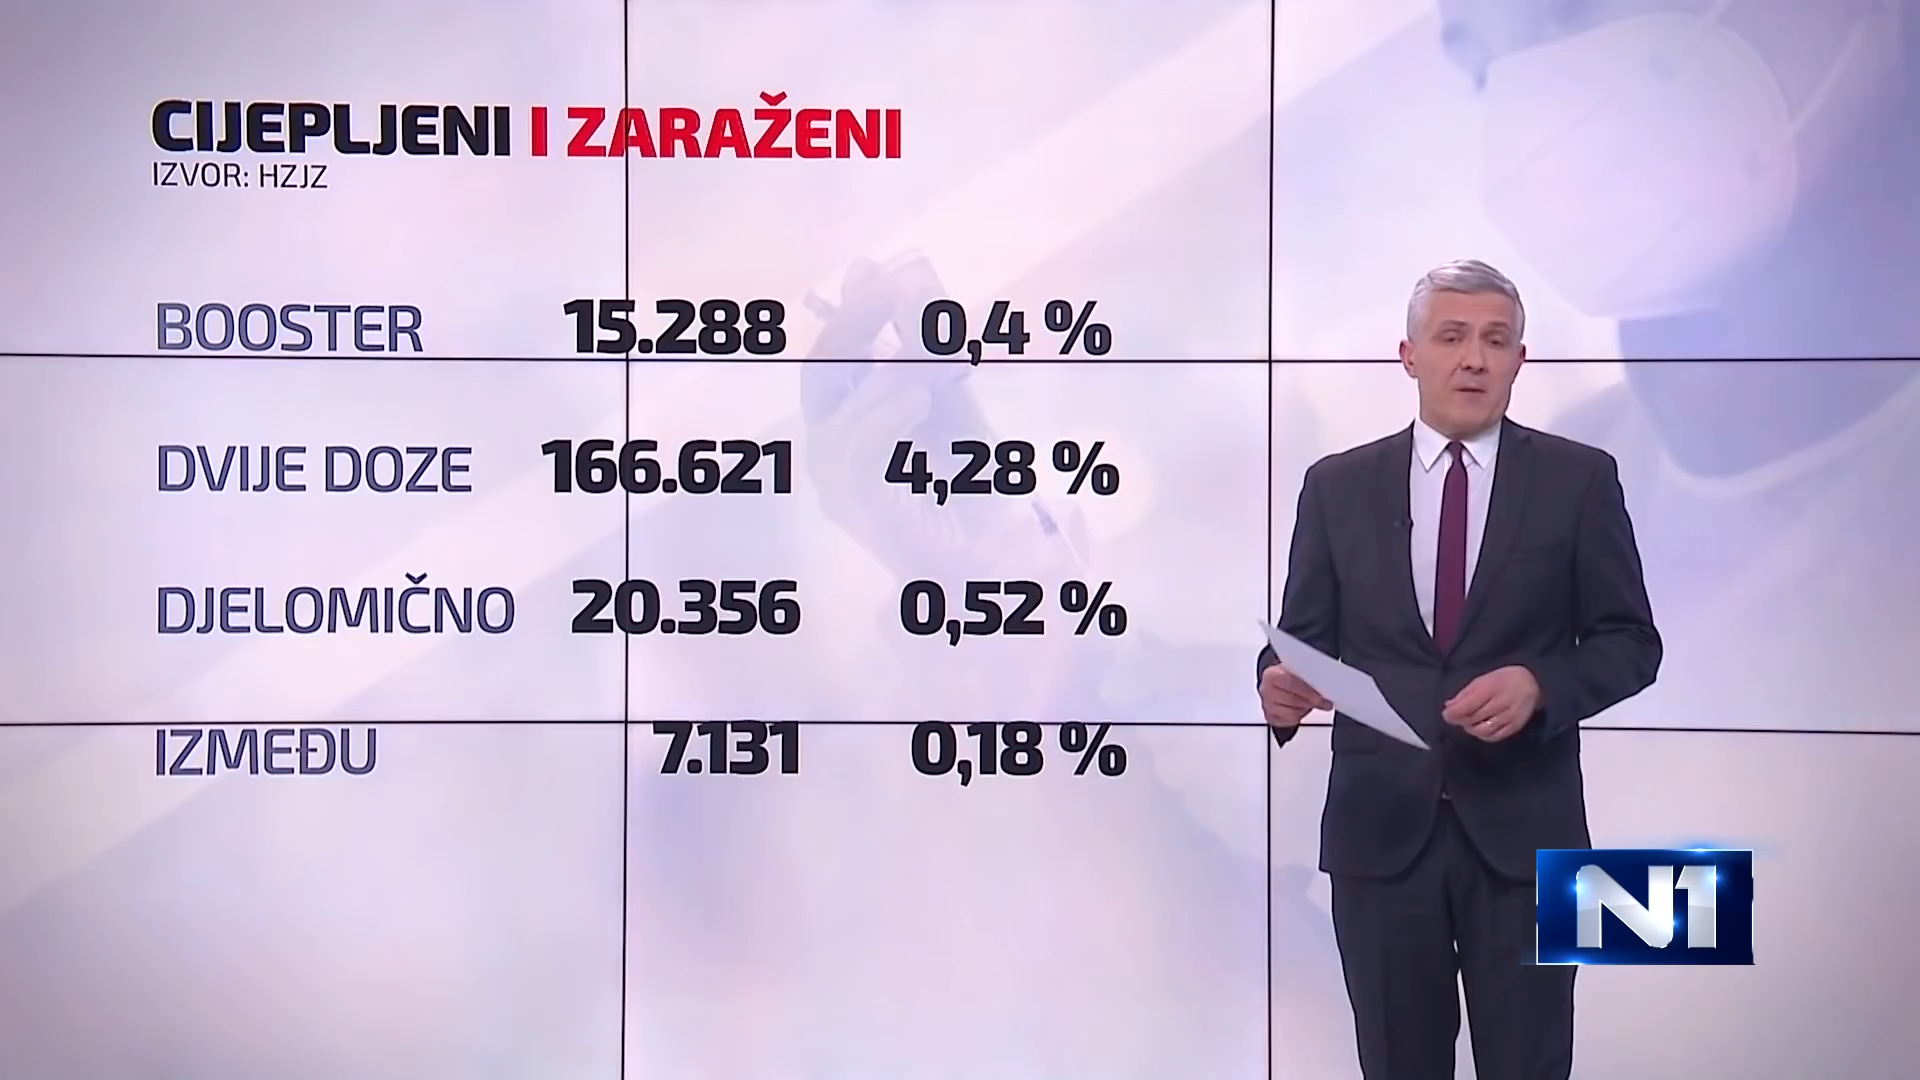 CIJEPLJENI I ZARAŽENI
IZVOR: HZJZ
BOOSTER 15.288 0,4 %
DVIJE DOZE 166.621 4,28 %
DJELOMIČNO 20.356 0,52 %
IZMEĐU 7.131 0,18 %
N1